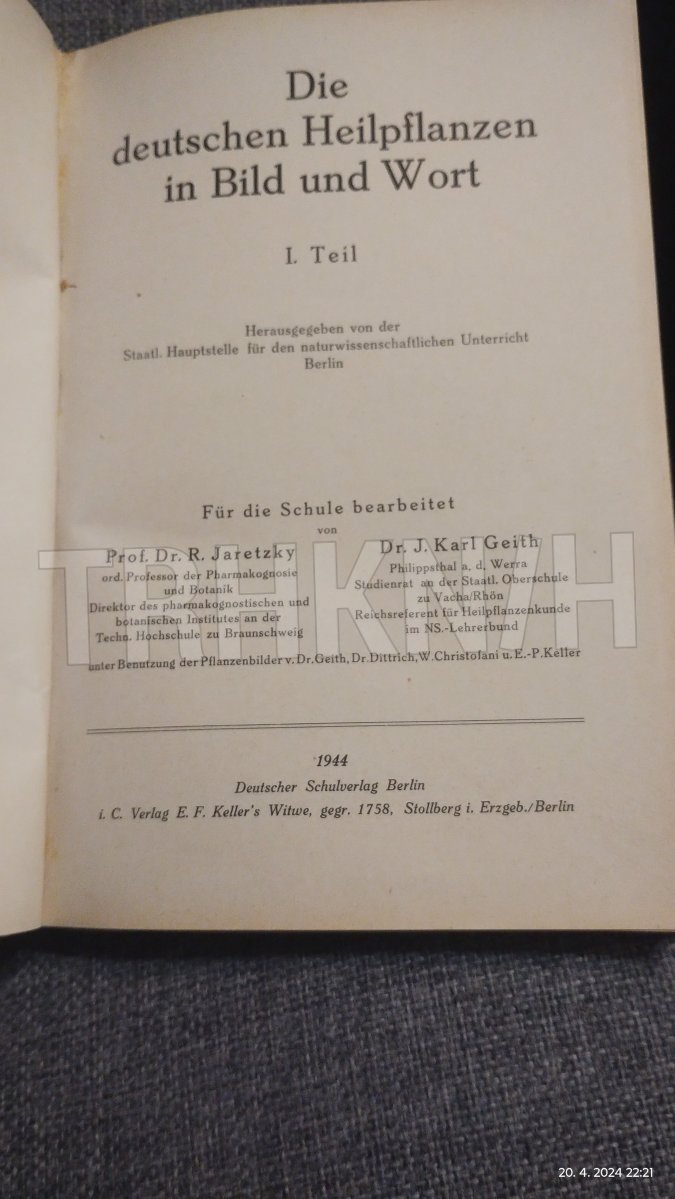 Die
deutschen Heilpflanzen
in Bild und Wort
I. Teil
Herausgegeben von der
Staatl. Hauptstelle für den naturwissenschaftlichen Unterricht
Berlin
Für die Schule bearbeitet
von
Prof. Dr. R. Jaretzky
ord. Professor der Pharmakognosie
und Botanik
Direktor des pharmakognostischen und
botanischen Institutes an der
Techn. Hochschule zu Braunschweig
Dr. J. Karl Geith
Philippsthal a. d. Werra
Studienrat an der Staatl. Oberschule
zu Vacha/Rhön
Reichsreferent für Heilpflanzenkunde
im NS.-Lehrerbund
unter Benutzung der Pflanzenbilder v. Dr. Geith, Dr. Dittrich, W. Christofani u. E.-P. Keller
1944
Deutscher Schulverlag Berlin
i. C. Verlag E. F. Keller's Witwe, gegr. 1758, Stollberg i. Erzgeb./Berlin
20. 4. 2024 22:21